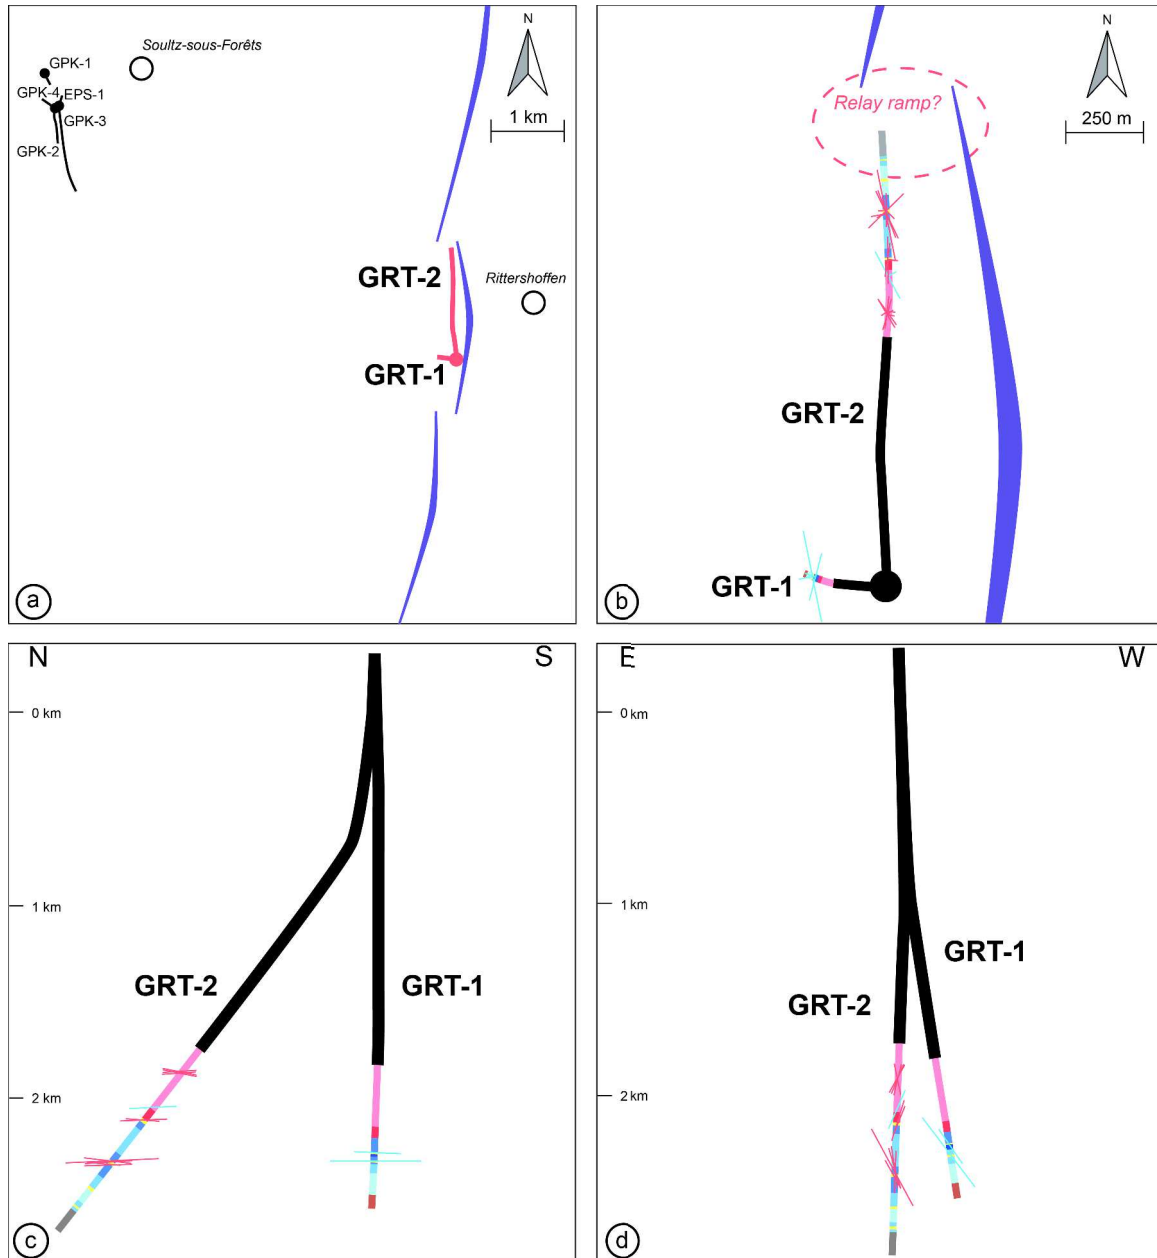 N
Soultz-sous-Forêts
GPK-1
GPK-4
EPS-1
GPK-3
GPK-2
1 km
GRT-2
Rittershoffen
GRT-1
a
N
Relay ramp?
250 m
GRT-2
GRT-1
b
N
S
0 km
1 km
GRT-2
GRT-1
2 km
c
E
W
0 km
1 km
GRT-1
GRT-2
2 km
d